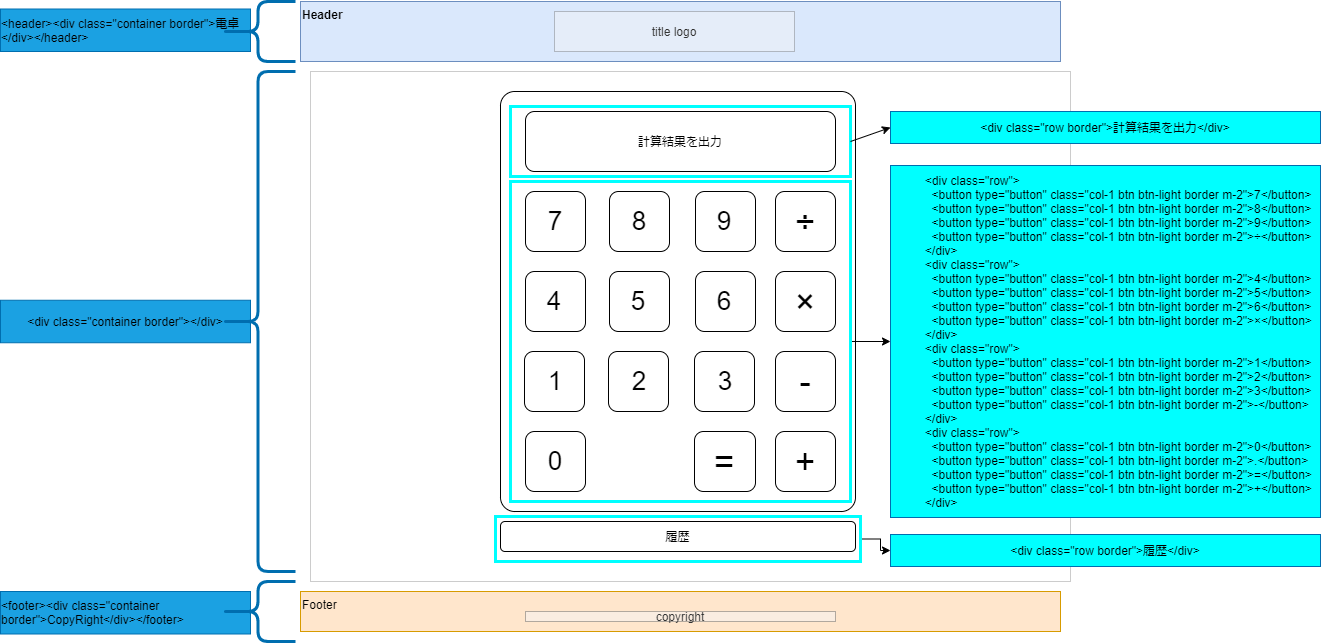 <header><div class="container border">電卓
</div></header>
Header
title logo
計算結果を出力
<div class="row border">計算結果を出力</div>
7 8 9 ÷
4 5 6 ×
1 2 3 -
0 = +
<div class="row">
<button type="button" class="col-1 btn btn-light border m-2">7</button>
<button type="button" class="col-1 btn btn-light border m-2">8</button>
<button type="button" class="col-1 btn btn-light border m-2">9</button>
<button type="button" class="col-1 btn btn-light border m-2">÷</button>
</div>
<div class="row">
<button type="button" class="col-1 btn btn-light border m-2">4</button>
<button type="button" class="col-1 btn btn-light border m-2">5</button>
<button type="button" class="col-1 btn btn-light border m-2">6</button>
<button type="button" class="col-1 btn btn-light border m-2">×</button>
</div>
<div class="row">
<button type="button" class="col-1 btn btn-light border m-2">1</button>
<button type="button" class="col-1 btn btn-light border m-2">2</button>
<button type="button" class="col-1 btn btn-light border m-2">3</button>
<button type="button" class="col-1 btn btn-light border m-2">-</button>
</div>
<div class="row">
<button type="button" class="col-1 btn btn-light border m-2">0</button>
<button type="button" class="col-1 btn btn-light border m-2">.</button>
<button type="button" class="col-1 btn btn-light border m-2">=</button>
<button type="button" class="col-1 btn btn-light border m-2">+</button>
</div>
<div class="container border"></div>
履歴
<div class="row border">履歴</div>
<footer><div class="container
border">CopyRight</div></footer>
Footer
copyright